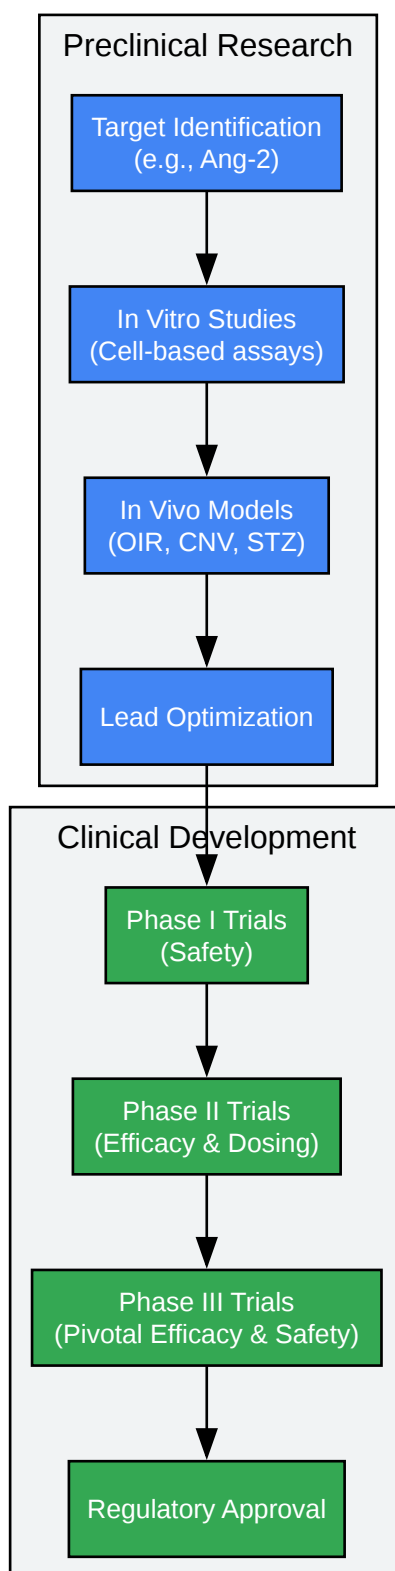 Preclinical Research
Target Identification
(e.g., Ang-2)
In Vitro Studies
(Cell-based assays)
In Vivo Models
(OIR, CNV, STZ)
Lead Optimization
Clinical Development
Phase I Trials
(Safety)
Phase II Trials
(Efficacy & Dosing)
Phase III Trials
(Pivotal Efficacy & Safety)
Regulatory Approval